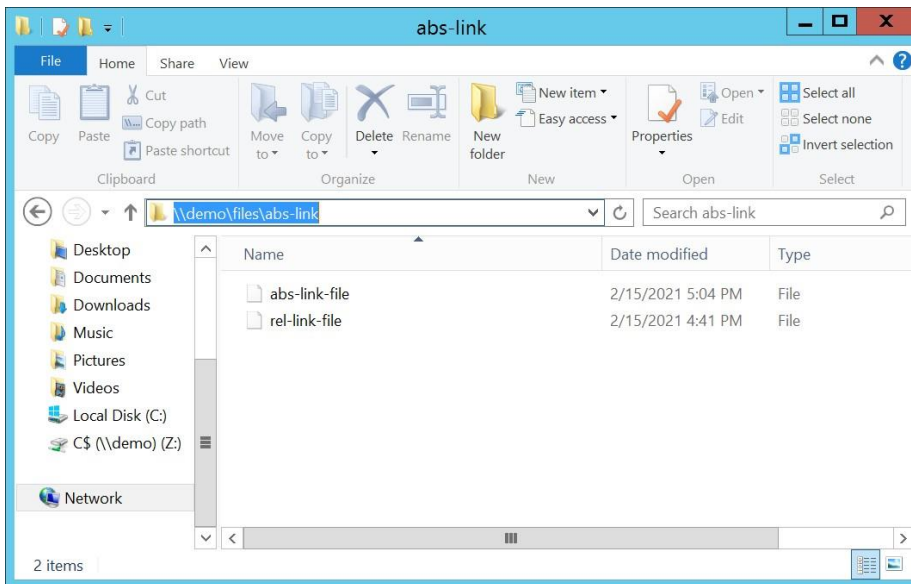 abs-link
File Home Share View
Copy
Paste
Cut
Copy path
Paste shortcut
Clipboard
Move to
Copy to
Delete
Rename
Organize
New folder
New item
Easy access
New
Properties
Open
Edit
Open
Select all
Select none
Invert selection
Select
\\demo\files\abs-link
Search abs-link
Desktop
Documents
Downloads
Music
Pictures
Videos
Local Disk (C:)
C$ (\\demo) (Z:)
Network
Name Date modified Type
abs-link-file 2/15/2021 5:04 PM File
rel-link-file 2/15/2021 4:41 PM File
2 items